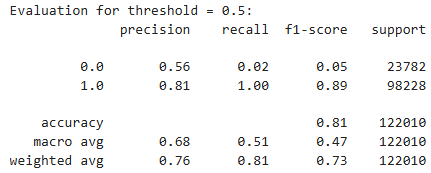 Evaluation for threshold = 0.5:
precision recall f1-score support
0.0 0.56 0.02 0.05 23782
1.0 0.81 1.00 0.89 98228
accuracy 0.81 122010
macro avg 0.68 0.51 0.47 122010
weighted avg 0.76 0.81 0.73 122010